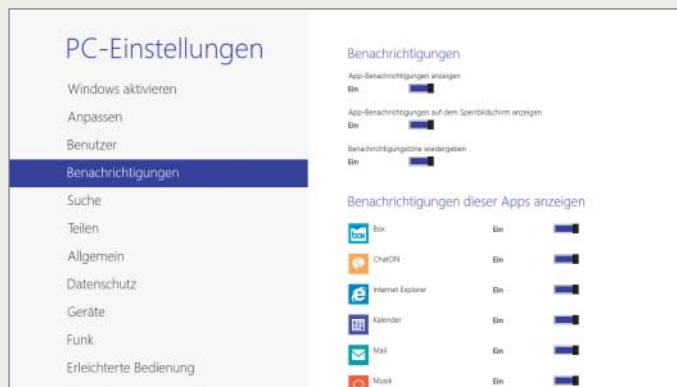 PC-Einstellungen
Windows aktivieren
Anpassen
Benutzer
Benachrichtigungen
Suche
Teilen
Allgemein
Datenschutz
Geräte
Funk
Erleichterte Bedienung
Benachrichtigungen
App-Benachrichtigungen anzeigen
Ein
App-Benachrichtigungen auf dem Sperrbildschirm anzeigen
Ein
Benachrichtigungstöne wiedergeben
Ein
Benachrichtigungen dieser Apps anzeigen
box Box Ein
ChatON Ein
Internet Explorer Ein
Kalender Ein
Mail Ein
Musik Ein